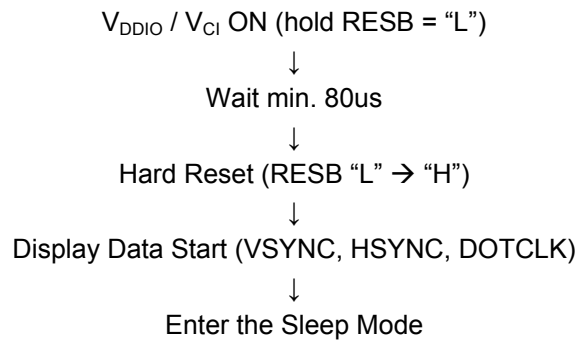 V_DDIO / V_CI ON (hold RESB = “L”)
↓
Wait min. 80us
↓
Hard Reset (RESB “L” → “H”)
↓
Display Data Start (VSYNC, HSYNC, DOTCLK)
↓
Enter the Sleep Mode